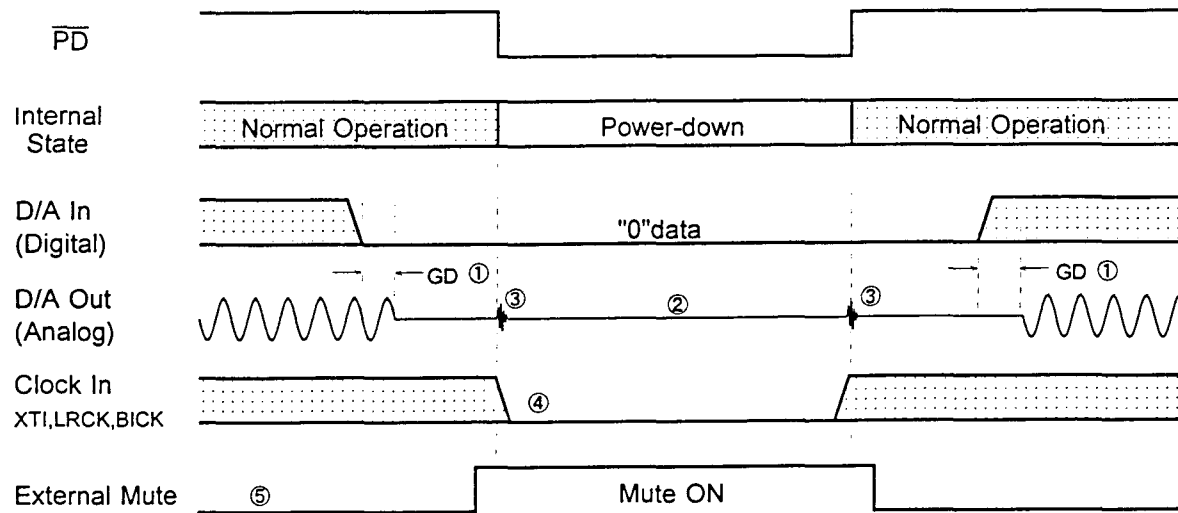 PD
Internal State
Normal Operation
Power-down
Normal Operation
D/A In
(Digital)
"0"data
GD ①
GD ①
D/A Out
(Analog)
③
②
③
Clock In
XTI,LRCK,BICK
④
External Mute
⑤
Mute ON